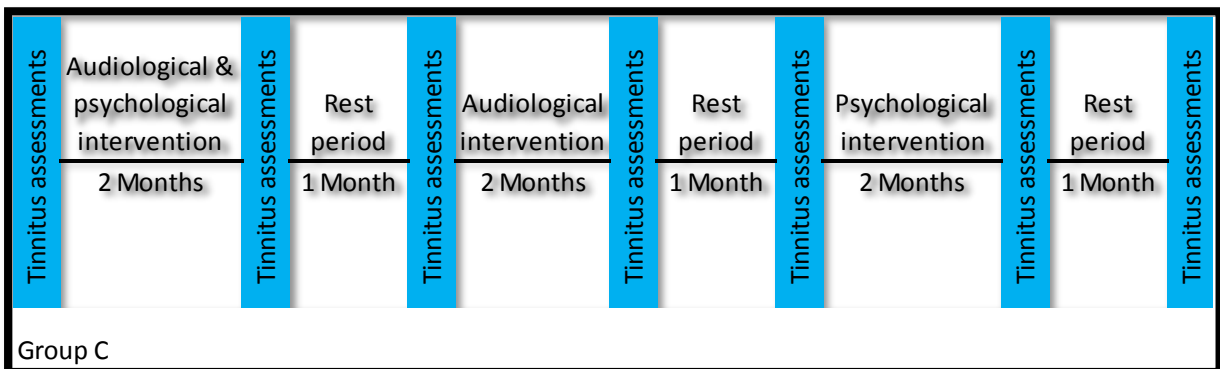 Tinnitus assessments
Audiological &
psychological
intervention
2 Months
Tinnitus assessments
Rest
period
1 Month
Tinnitus assessments
Audiological
intervention
2 Months
Tinnitus assessments
Rest
period
1 Month
Tinnitus assessments
Psychological
intervention
2 Months
Tinnitus assessments
Rest
period
1 Month
Tinnitus assessments
Group C